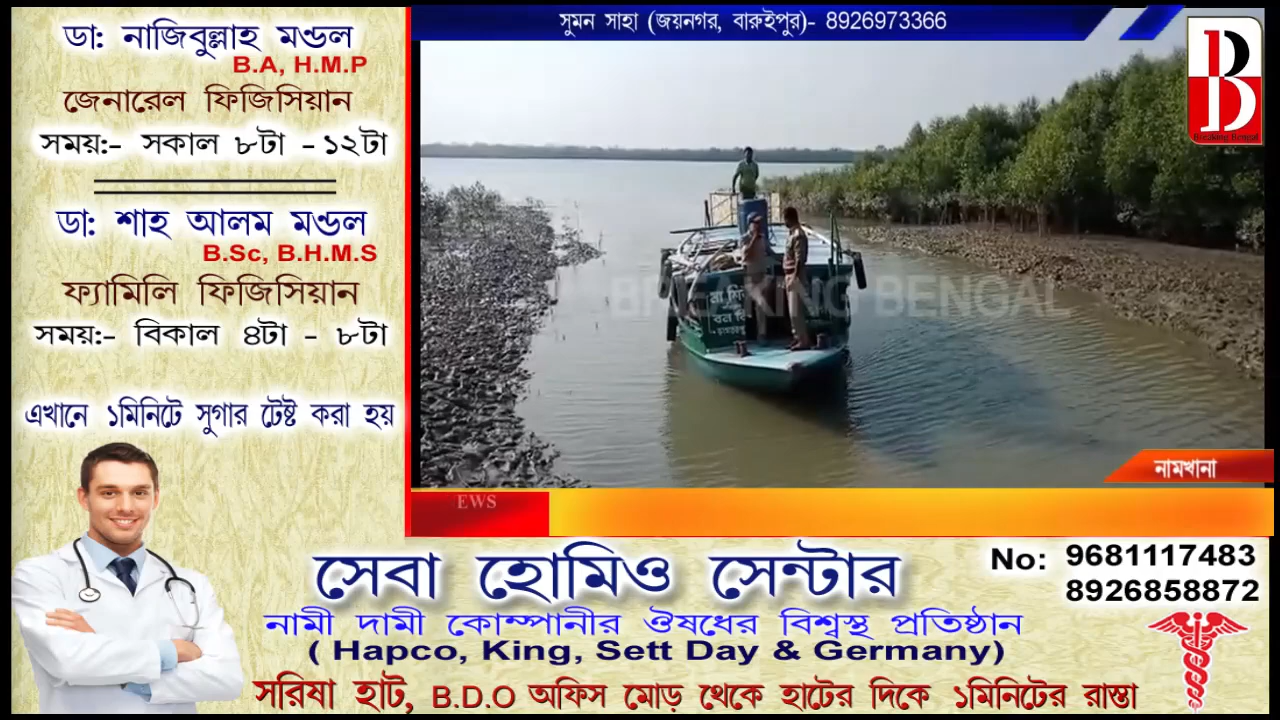 ডা: নাজিবুল্লাহ মণ্ডল
B.A, H.M.P
জেনারেল ফিজিসিয়ান
সময়:- সকাল ৮টা - ১২টা
ডা: শাহ আলম মণ্ডল
B.Sc, B.H.M.S
ফ্যামিলি ফিজিসিয়ান
সময়:- বিকাল ৪টা - ৮টা
এখানে ১মিনিটে সুগার টেষ্ট করা হয়
সুমন সাহা (জয়নগর, বারুইপুর)- 8926973366
B
Breaking Bengal
BREAKING BENGAL
নামখানা
EWS
সেবা হোমিও সেন্টার
No: 9681117483
8926858872
নামী দামী কোম্পানীর ঔষধের বিশ্বস্থ প্রতিষ্ঠান
( Hapco, King, Sett Day & Germany)
সরিষা হাট, B.D.O অফিস মোড় থেকে হাটের দিকে ১মিনিটের রাস্তা